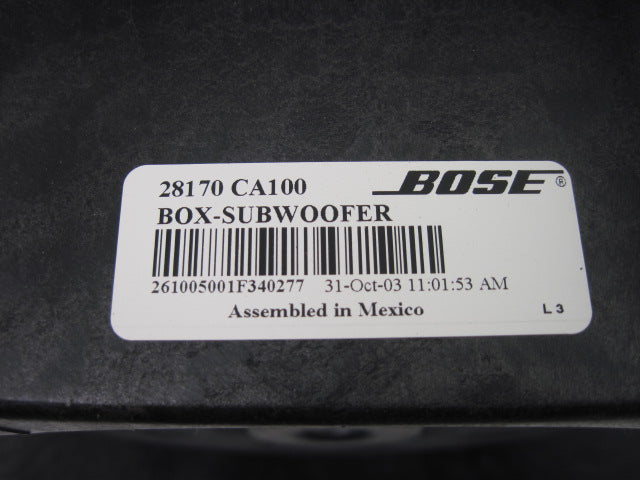 28170 CA100 BOSE®
BOX-SUBWOOFER
261005001F340277 31-Oct-03 11:01:53 AM
Assembled in Mexico L 3